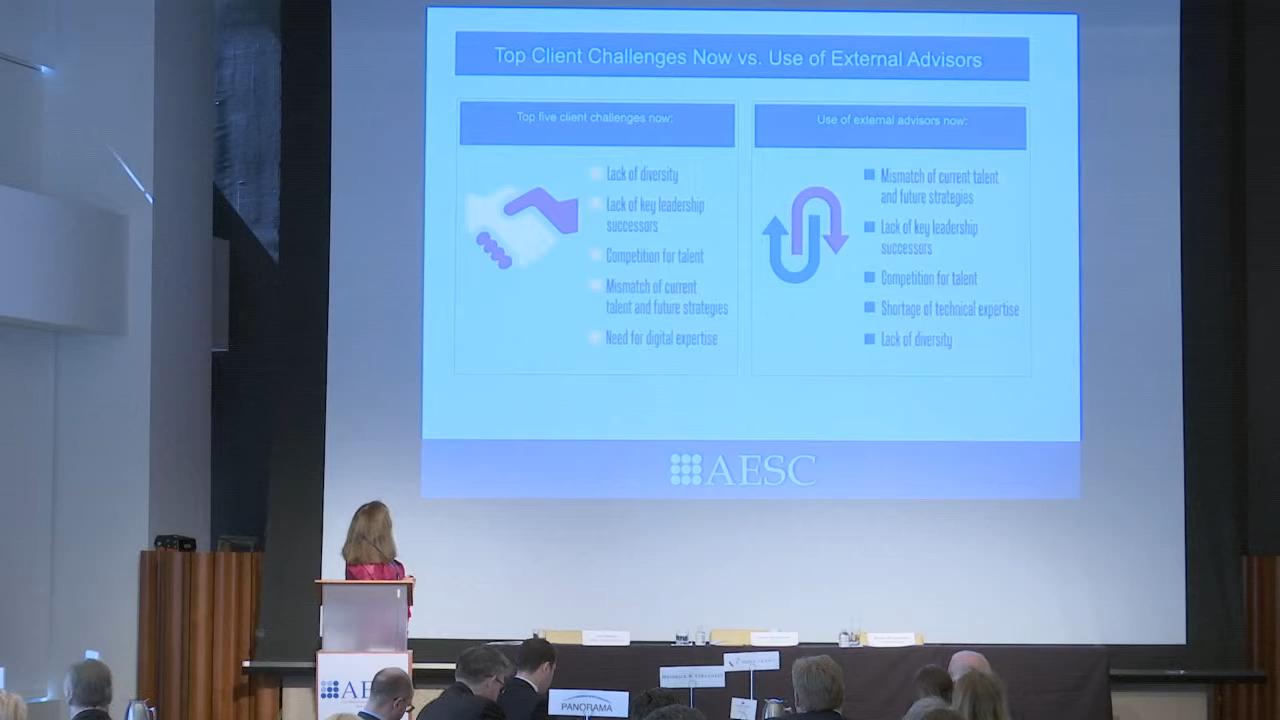 Top Client Challenges Now vs. Use of External Advisors
Top five client challenges now:
Lack of diversity
Lack of key leadership
successors
Competition for talent
Mismatch of current
talent and future strategies
Need for digital expertise
Use of external advisors now:
Mismatch of current talent
and future strategies
Lack of key leadership
successors
Competition for talent
Shortage of technical expertise
Lack of diversity
AESC
AE
PANORAMA